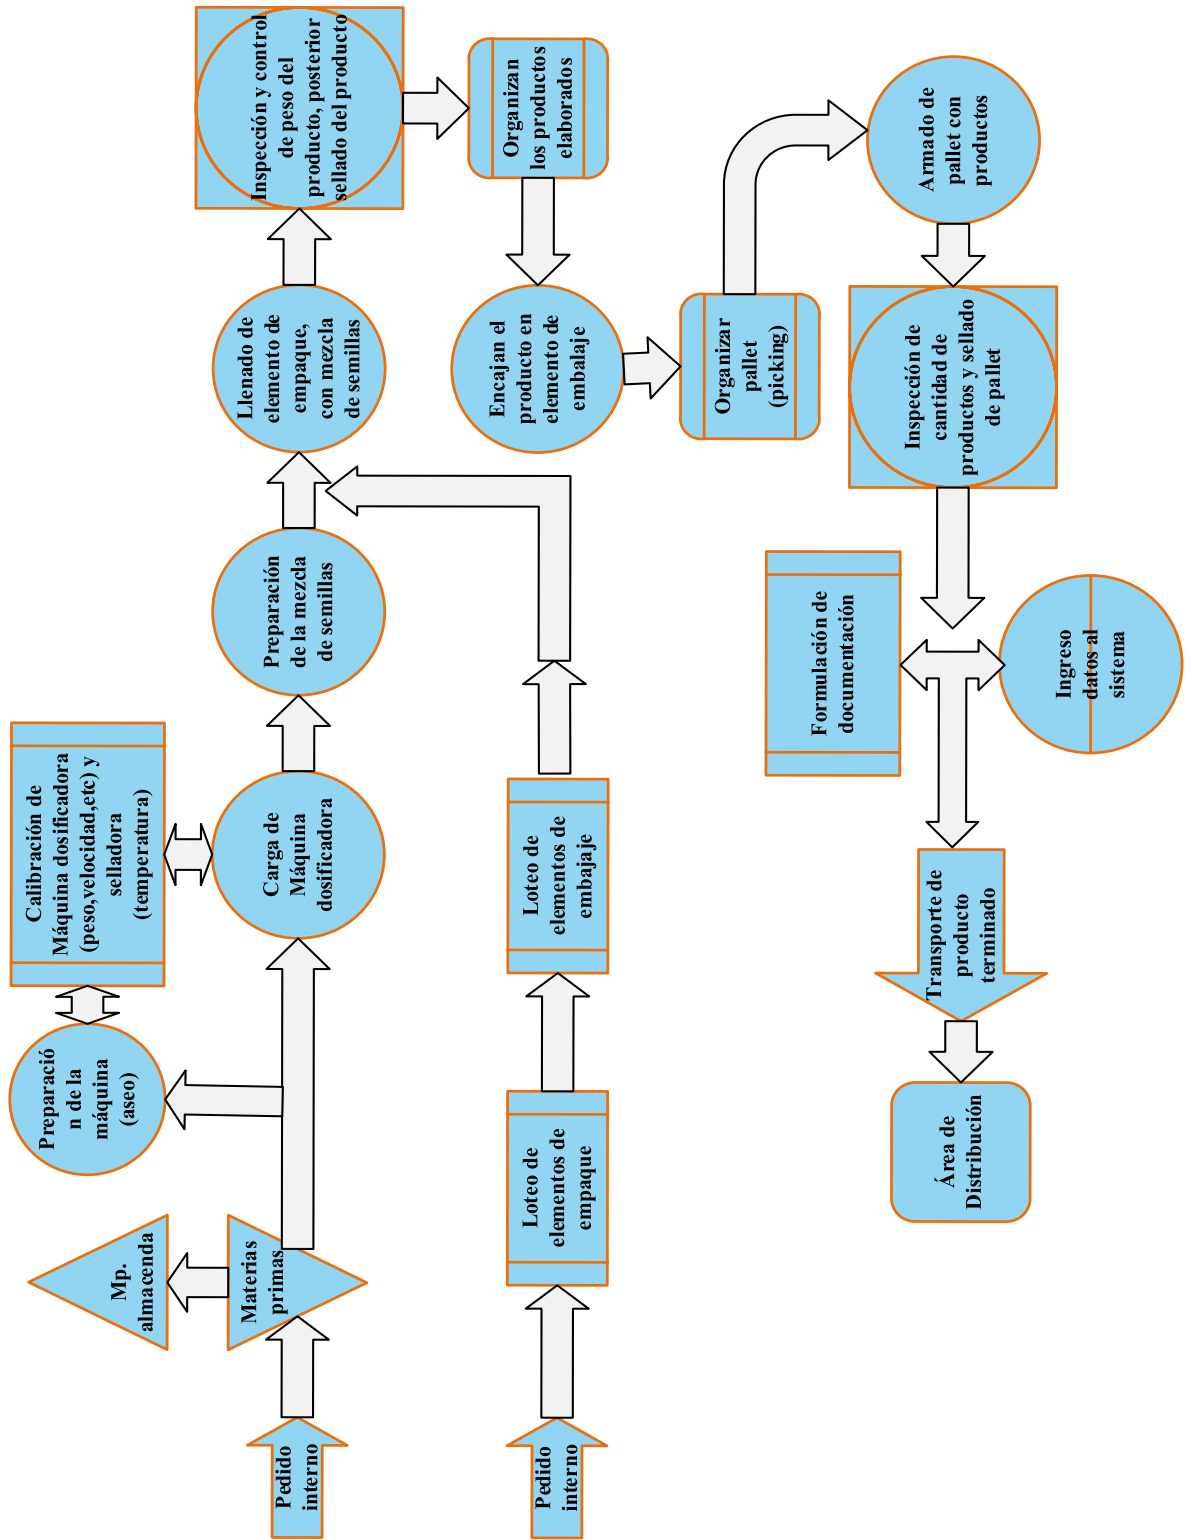 Pedido
interno
Mp.
almacenda
Materias
primas
Preparació
n de la
máquina
(aseo)
Calibración de
Máquina dosificadora
(peso,velocidad,etc) y
selladora
(temperatura)
Carga de
Máquina
dosificadora
Preparación
de la mezcla
de semillas
Llenado de
elemento de
empaque,
con mezcla
de semillas
Inspección y control
de peso del
producto, posterior
sellado del producto
Pedido
interno
Loteo de
elementos de
empaque
Loteo de
elementos de
embajaje
Organizan
los productos
elaborados
Encajan el
producto en
elemento de
embalaje
Organizar
pallet
(picking)
Armado de
pallet con
productos
Inspección de
cantidad de
productos y sellado
de pallet
Formulación de
documentación
Ingreso
datos al
sistema
Transporte de
producto
terminado
Área de
Distribución